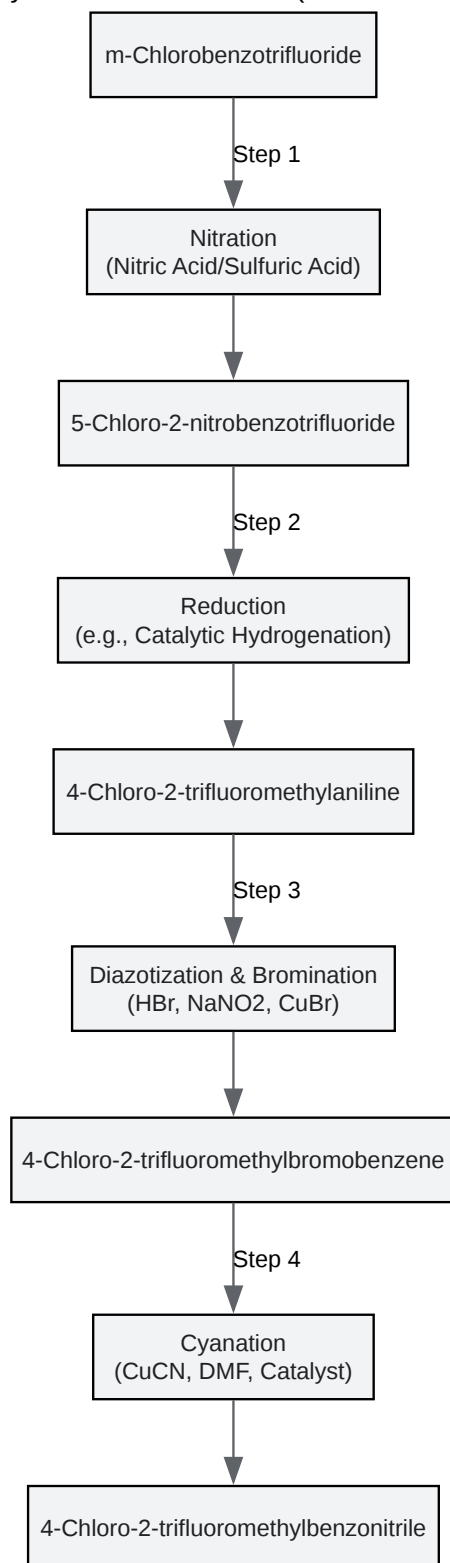 m-Chlorobenzotrifluoride
Step 1
Nitration
(Nitric Acid/Sulfuric Acid)
5-Chloro-2-nitrobenzotrifluoride
Step 2
Reduction
(e.g., Catalytic Hydrogenation)
4-Chloro-2-trifluoromethylaniline
Step 3
Diazotization & Bromination
(HBr, NaNO2, CuBr)
4-Chloro-2-trifluoromethylbromobenzene
Step 4
Cyanation
(CuCN, DMF, Catalyst)
4-Chloro-2-trifluoromethylbenzonitrile